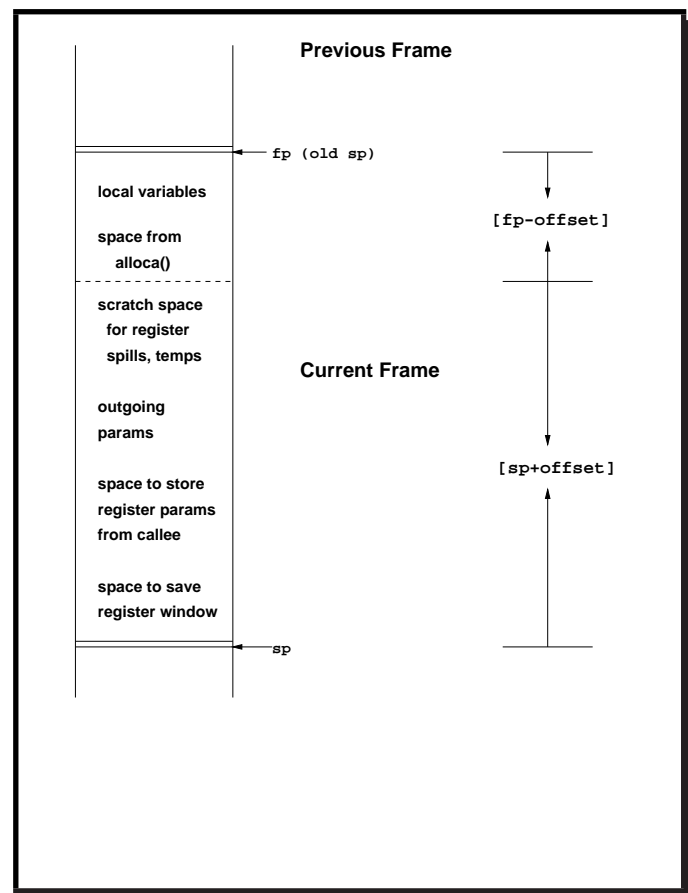 Previous Frame
fp (old sp)
local variables
[fp-offset]
space from
alloca()
scratch space
for register
spills, temps
Current Frame
outgoing
params
[sp+offset]
space to store
register params
from callee
space to save
register window
sp